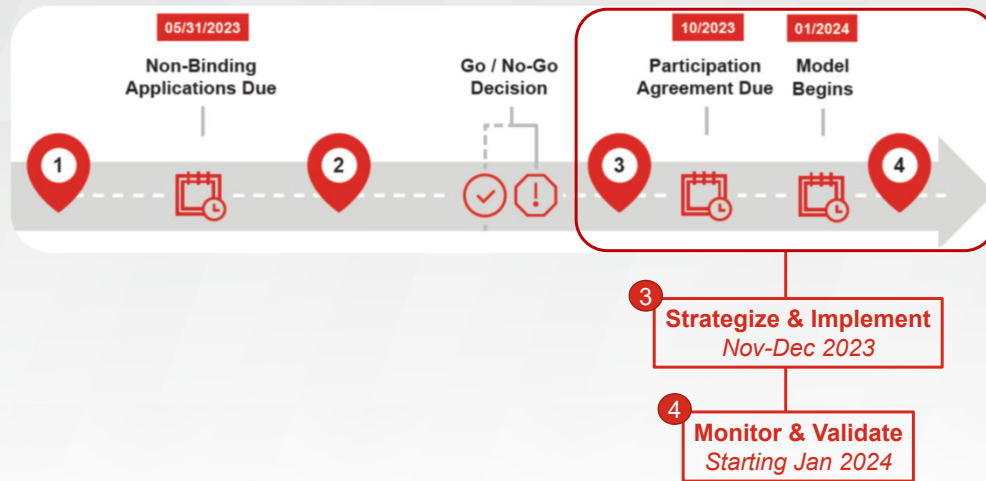 05/31/2023
Non-Binding
Applications Due
Go / No-Go
Decision
10/2023
Participation
Agreement Due
01/2024
Model
Begins
1
2
3
4
3
Strategize & Implement
Nov-Dec 2023
4
Monitor & Validate
Starting Jan 2024